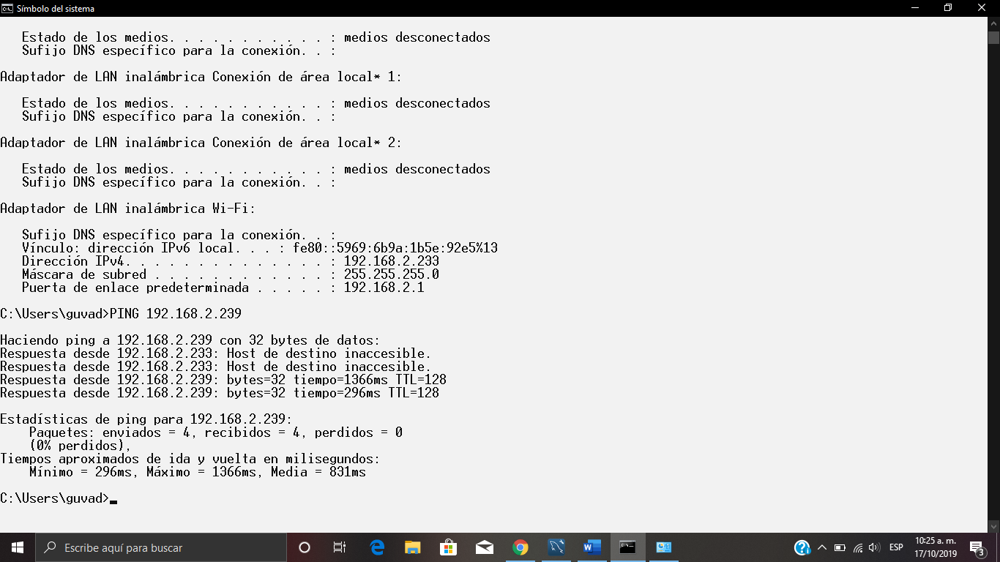 Símbolo del sistema
Estado de los medios. . . . . . . . . . . : medios desconectados
Sufijo DNS específico para la conexión. . :
Adaptador de LAN inalámbrica Conexión de área local* 1:
Estado de los medios. . . . . . . . . . . : medios desconectados
Sufijo DNS específico para la conexión. . :
Adaptador de LAN inalámbrica Conexión de área local* 2:
Estado de los medios. . . . . . . . . . . : medios desconectados
Sufijo DNS específico para la conexión. . :
Adaptador de LAN inalámbrica Wi-Fi:
Sufijo DNS específico para la conexión. . :
Vínculo: dirección IPv6 local. . . : fe80::5969:6b9a:1b5e:92e5%13
Dirección IPv4. . . . . . . . . . . . . . : 192.168.2.233
Máscara de subred . . . . . . . . . . . . : 255.255.255.0
Puerta de enlace predeterminada . . . . . : 192.168.2.1
C:\Users\guvad>PING 192.168.2.239
Haciendo ping a 192.168.2.239 con 32 bytes de datos:
Respuesta desde 192.168.2.233: Host de destino inaccesible.
Respuesta desde 192.168.2.233: Host de destino inaccesible.
Respuesta desde 192.168.2.239: bytes=32 tiempo=1366ms TTL=128
Respuesta desde 192.168.2.239: bytes=32 tiempo=296ms TTL=128
Estadísticas de ping para 192.168.2.239:
Paquetes: enviados = 4, recibidos = 4, perdidos = 0
(0% perdidos),
Tiempos aproximados de ida y vuelta en milisegundos:
Mínimo = 296ms, Máximo = 1366ms, Media = 831ms
C:\Users\guvad>
Escribe aquí para buscar
ESP
10:25 a. m.
17/10/2019
3